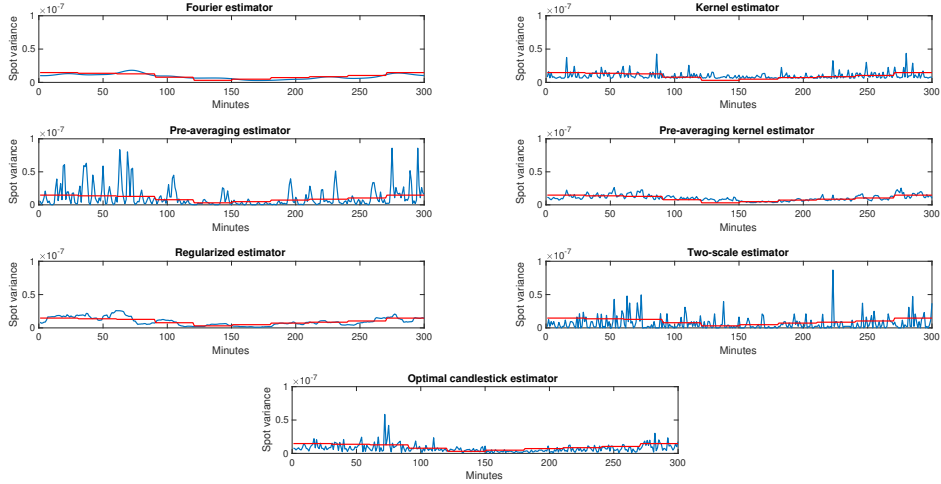 Fourier estimator
×10-7
1
0.5
0
Spot variance
0 50 100 150 200 250 300
Minutes
Kernel estimator
×10-7
1
0.5
0
Spot variance
0 50 100 150 200 250 300
Minutes
Pre-averaging estimator
×10-7
1
0.5
0
Spot variance
0 50 100 150 200 250 300
Minutes
Pre-averaging kernel estimator
×10-7
1
0.5
0
Spot variance
0 50 100 150 200 250 300
Minutes
Regularized estimator
×10-7
1
0.5
0
Spot variance
0 50 100 150 200 250 300
Minutes
Two-scale estimator
×10-7
1
0.5
0
Spot variance
0 50 100 150 200 250 300
Minutes
Optimal candlestick estimator
×10-7
1
0.5
0
Spot variance
0 50 100 150 200 250 300
Minutes